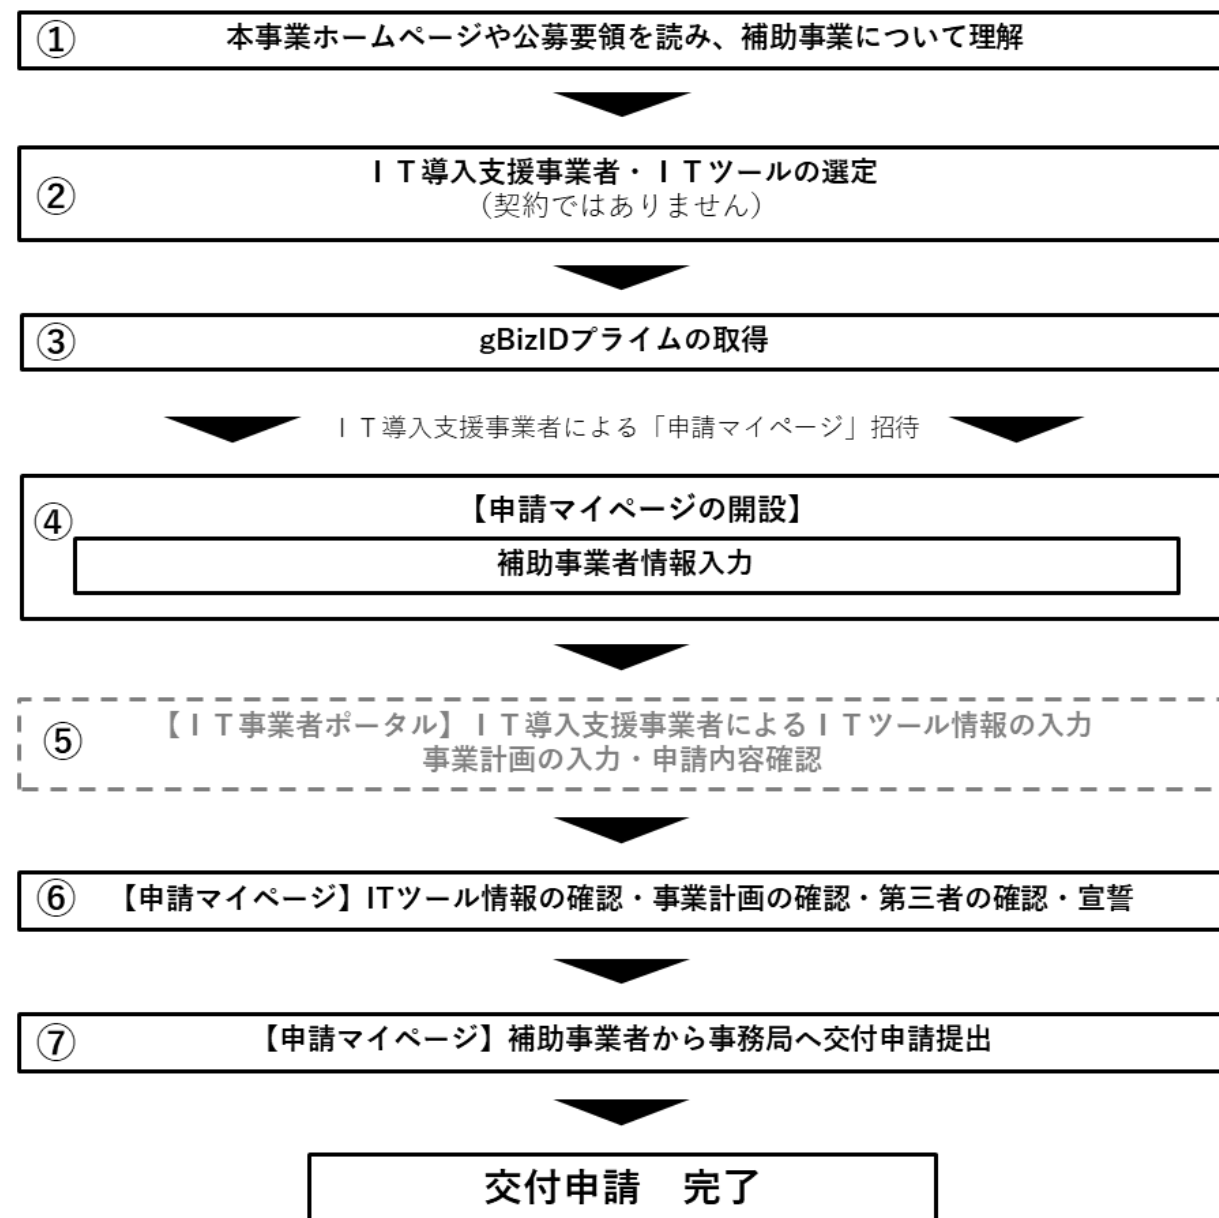 ① 本事業ホームページや公募要領を読み、補助事業について理解
② ＩＴ導入支援事業者・ＩＴツールの選定
（契約ではありません）
③ gBizIDプライムの取得
ＩＴ導入支援事業者による「申請マイページ」招待
④ 【申請マイページの開設】
補助事業者情報入力
⑤ 【ＩＴ事業者ポータル】ＩＴ導入支援事業者によるＩＴツール情報の入力
事業計画の入力・申請内容確認
⑥ 【申請マイページ】ITツール情報の確認・事業計画の確認・第三者の確認・宣誓
⑦ 【申請マイページ】補助事業者から事務局へ交付申請提出
交付申請　完了